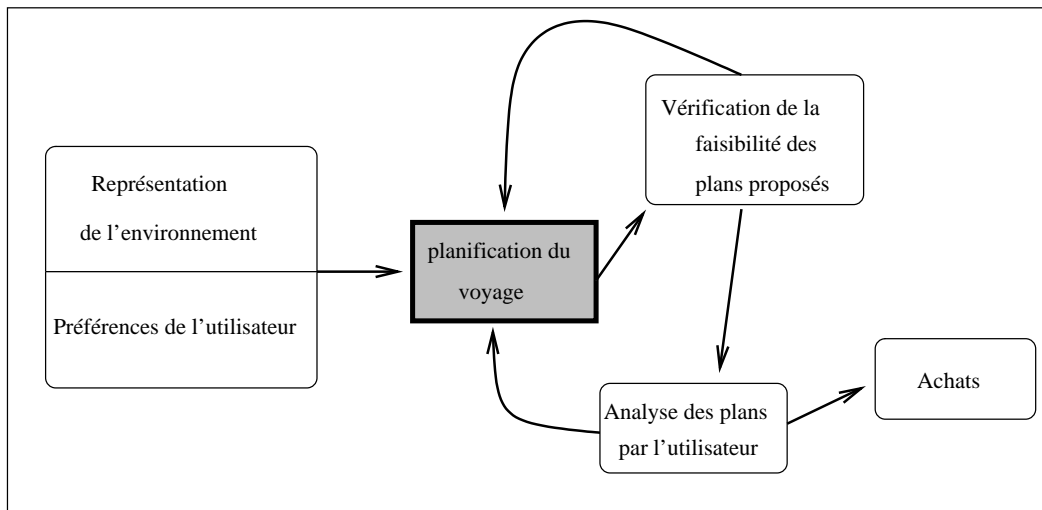 Représentation
de l’environnement
Préférences de l’utilisateur
planification du
voyage
Vérification de la
faisibilité des
plans proposés
Analyse des plans
par l’utilisateur
Achats